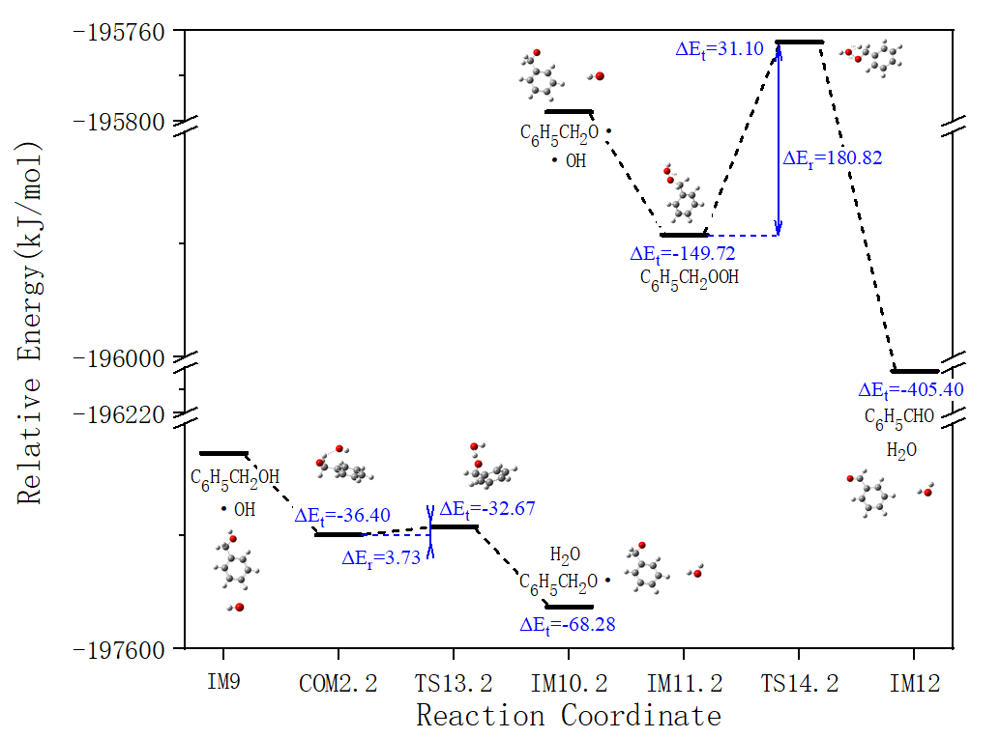 -195760
ΔEt=31.10
-195800
C6H5CH2O •
• OH
ΔEr=180.82
ΔEt=-149.72
C6H5CH2OOH
-196000
ΔEt=-405.40
-196220
C6H5CHO
H2O
C6H5CH2OH
• OH
ΔEt=-36.40
ΔEt=-32.67
ΔEr=3.73
H2O
C6H5CH2O •
ΔEt=-68.28
-197600
IM9 COM2.2 TS13.2 IM10.2 IM11.2 TS14.2 IM12
Reaction Coordinate
Relative Energy(kJ/mol)